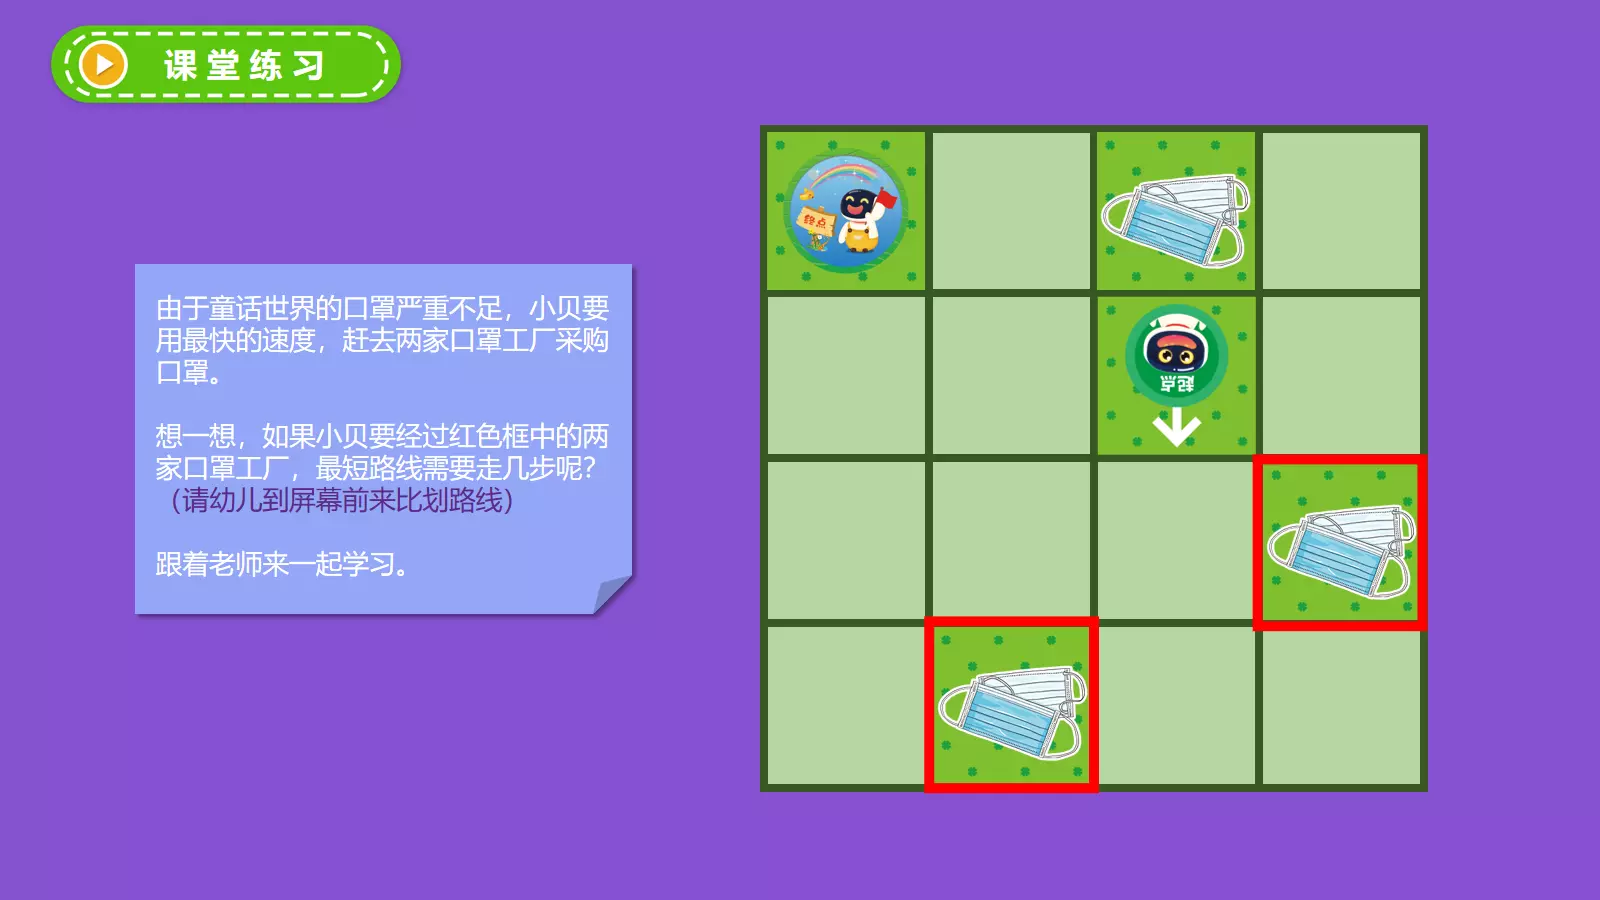 课堂练习
由于童话世界的口罩严重不足，小贝要
用最快的速度，赶去两家口罩工厂采购
口罩。
想一想，如果小贝要经过红色框中的两
家口罩工厂，最短路线需要走几步呢？
（请幼儿到屏幕前来比划路线）
跟着老师来一起学习。
终点
起点